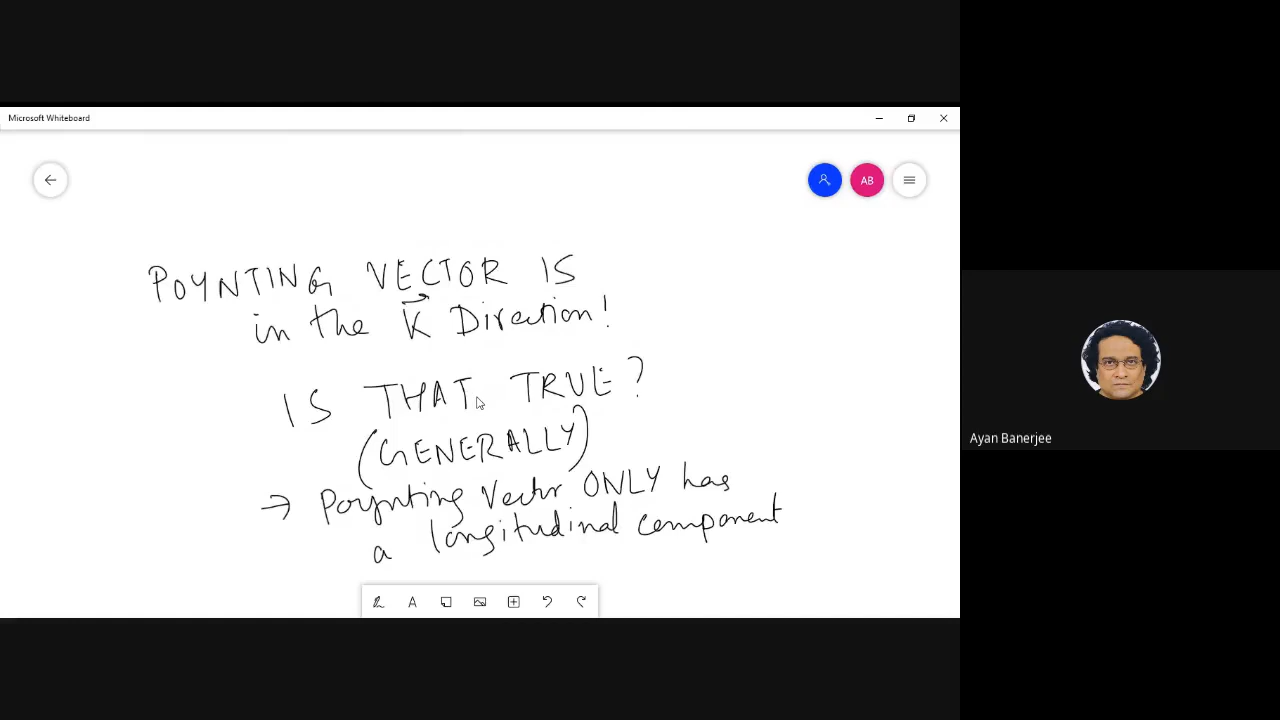 Microsoft Whiteboard
AB
POYNTING VECTOR IS
in the K Direction!
IS THAT TRUE?
(GENERALLY)
→ Poynting Vector ONLY has
a longitudinal component
A
Ayan Banerjee